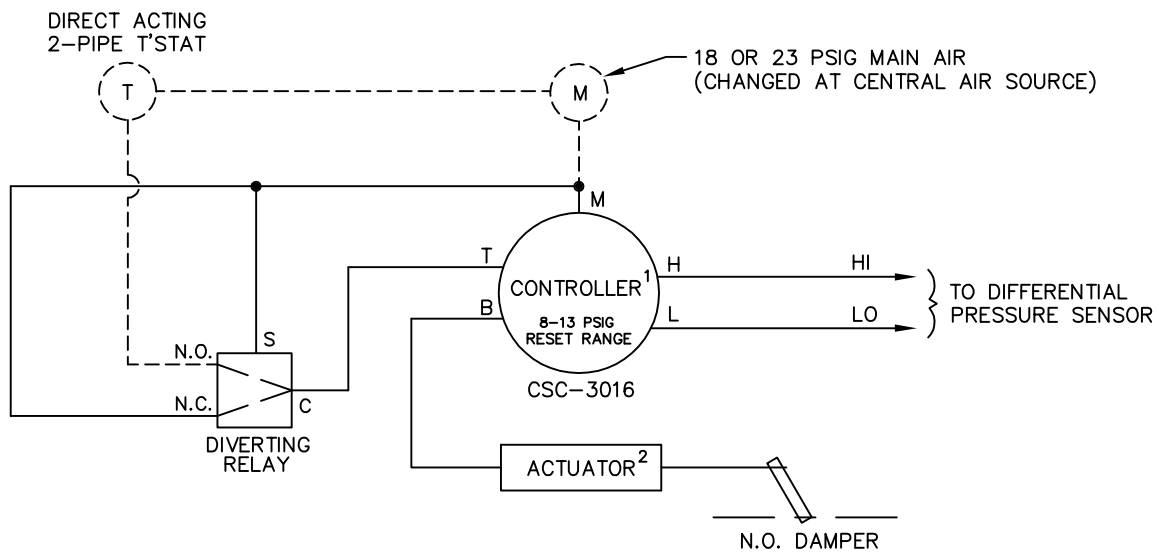 DIRECT ACTING
2-PIPE T'STAT
T
M
18 OR 23 PSIG MAIN AIR
(CHANGED AT CENTRAL AIR SOURCE)
M
T
B
CONTROLLER¹
8-13 PSIG
RESET RANGE
CSC-3016
H
HI
L
LO
TO DIFFERENTIAL
PRESSURE SENSOR
S
N.O.
N.C.
C
DIVERTING
RELAY
ACTUATOR²
N.O. DAMPER